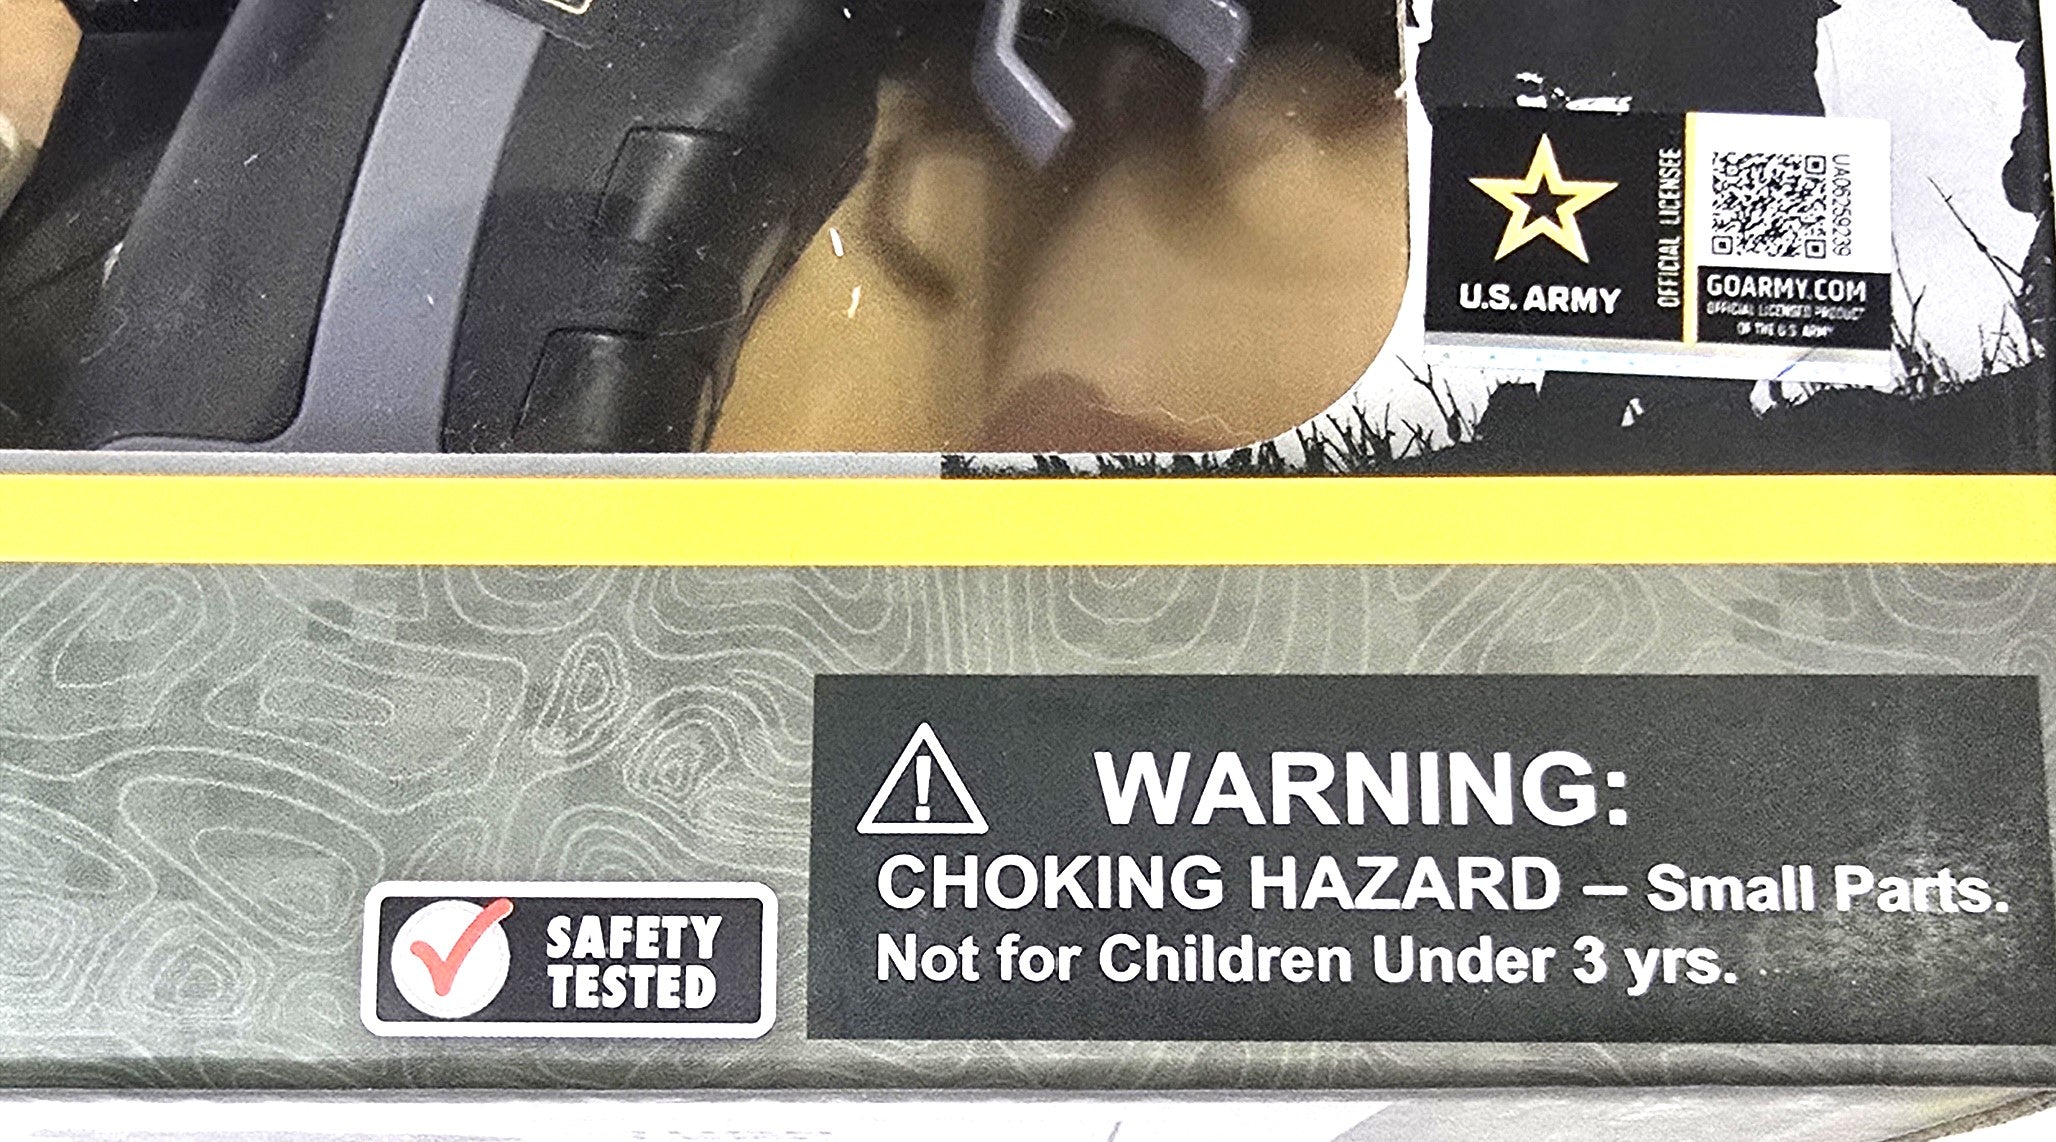 U.S. ARMY
OFFICIAL LICENSEE
UA06259239
GOARMY.COM
OFFICIAL LICENSED PRODUCT
OF THE U.S. ARMY
WARNING:
CHOKING HAZARD – Small Parts.
Not for Children Under 3 yrs.
SAFETY
TESTED